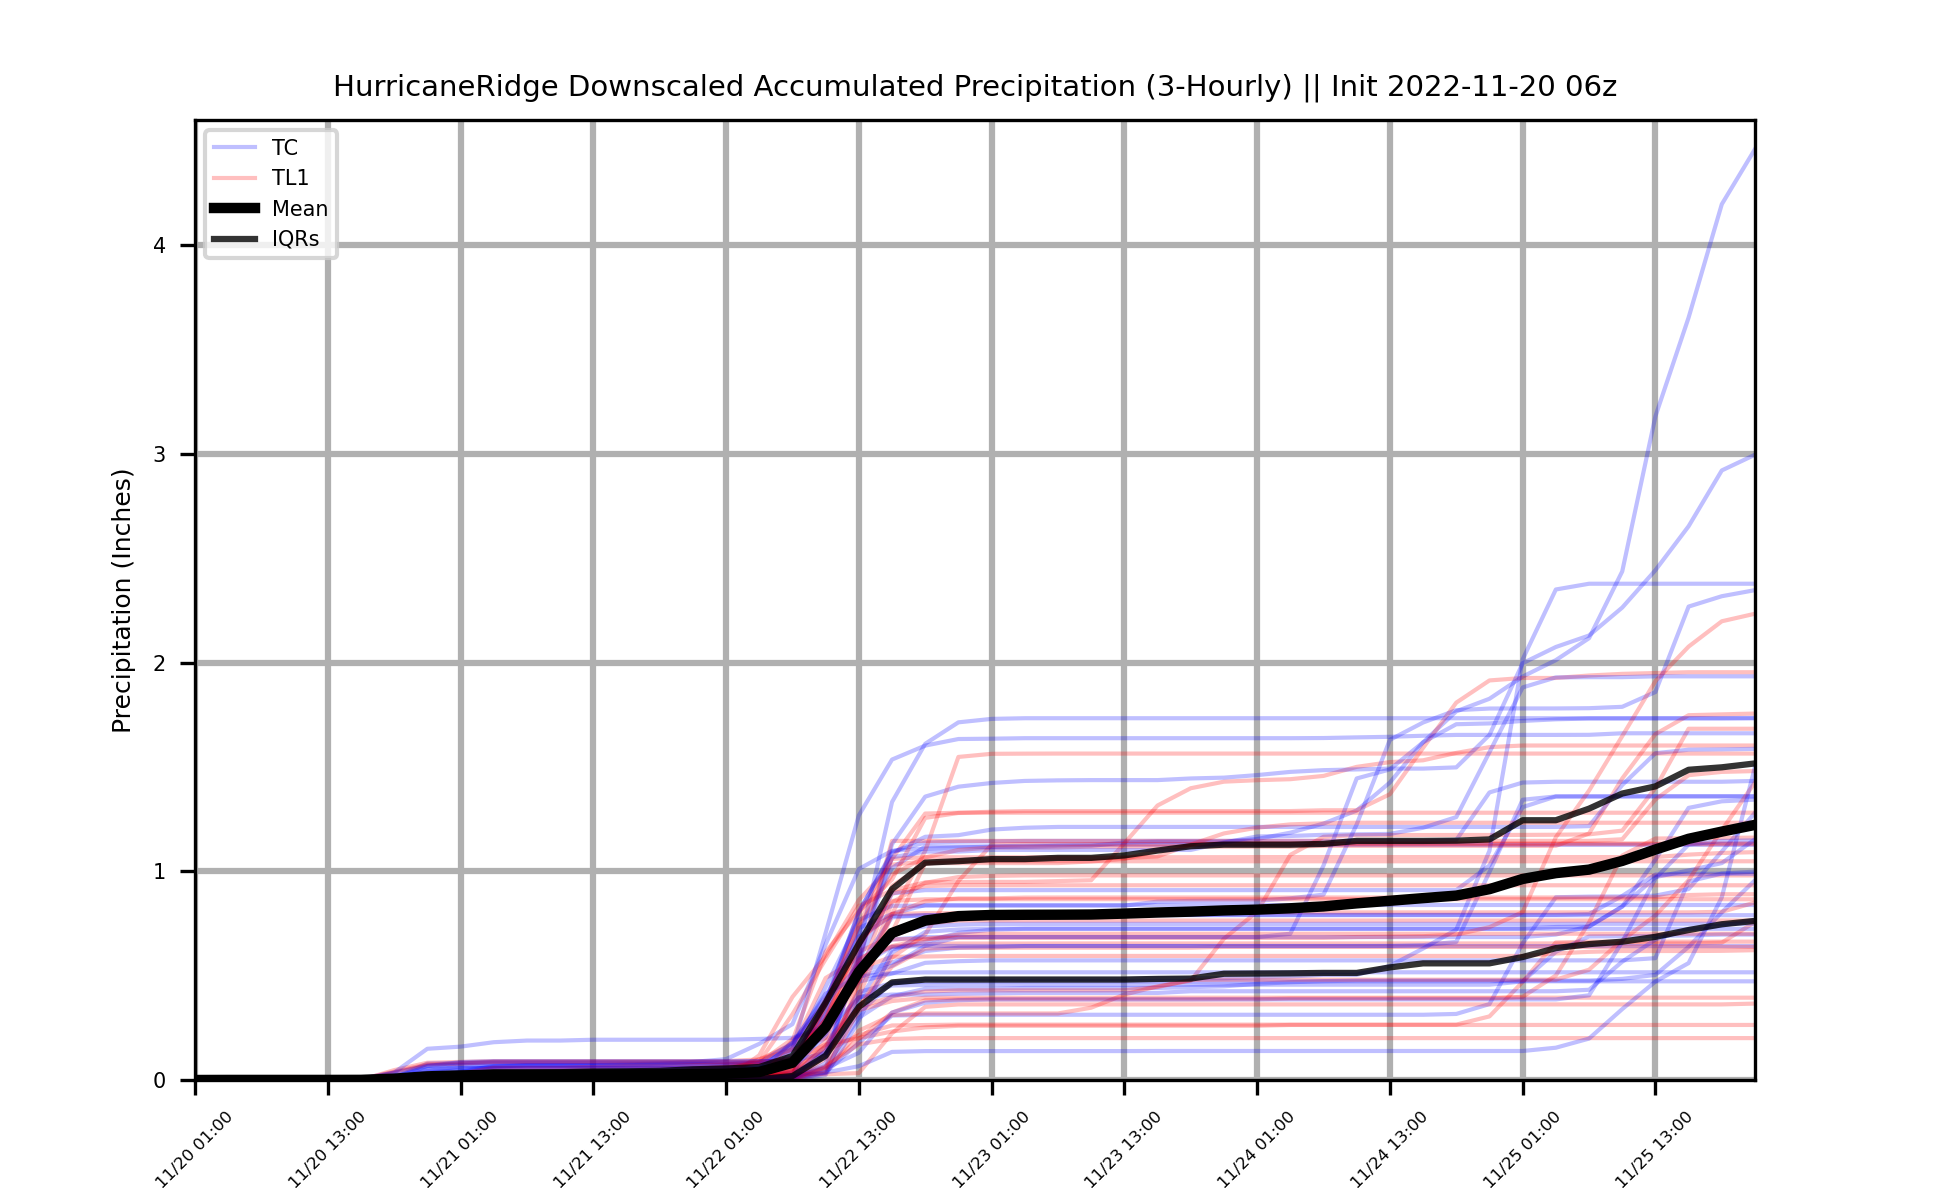 HurricaneRidge Downscaled Accumulated Precipitation (3-Hourly) || Init 2022-11-20 06z
TC
TL1
Mean
IQRs
Precipitation (Inches)
4
3
2
1
0
11/20 01:00
11/20 13:00
11/21 01:00
11/21 13:00
11/22 01:00
11/22 13:00
11/23 01:00
11/23 13:00
11/24 01:00
11/24 13:00
11/25 01:00
11/25 13:00